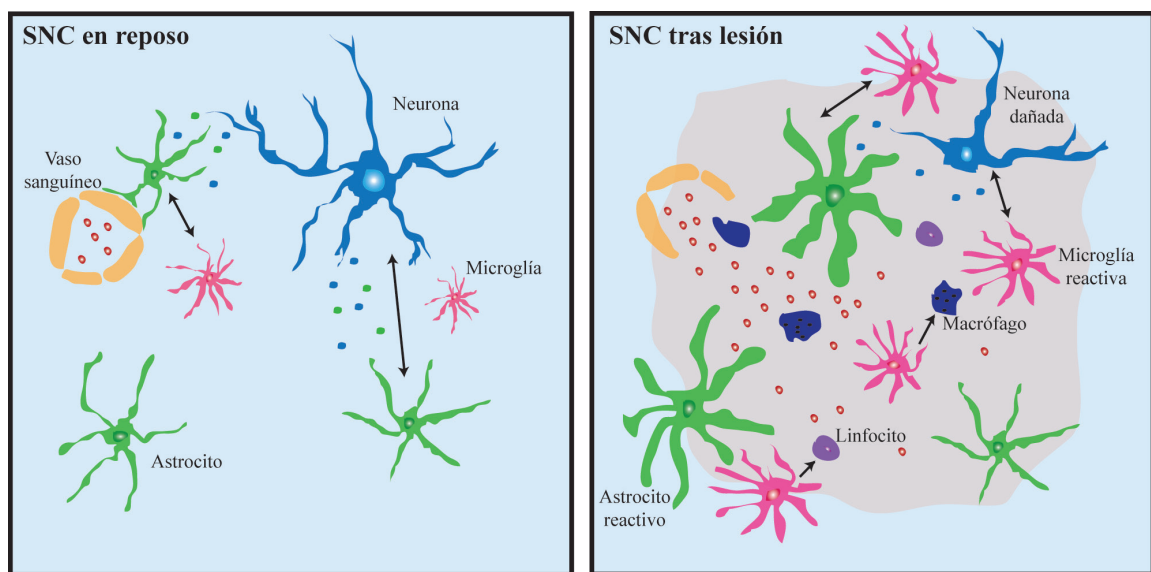 SNC en reposo
Neurona
Vaso
sanguíneo
Microglía
Astrocito
SNC tras lesión
Neurona
dañada
Microglía
reactiva
Macrófago
Linfocito
Astrocito
reactivo